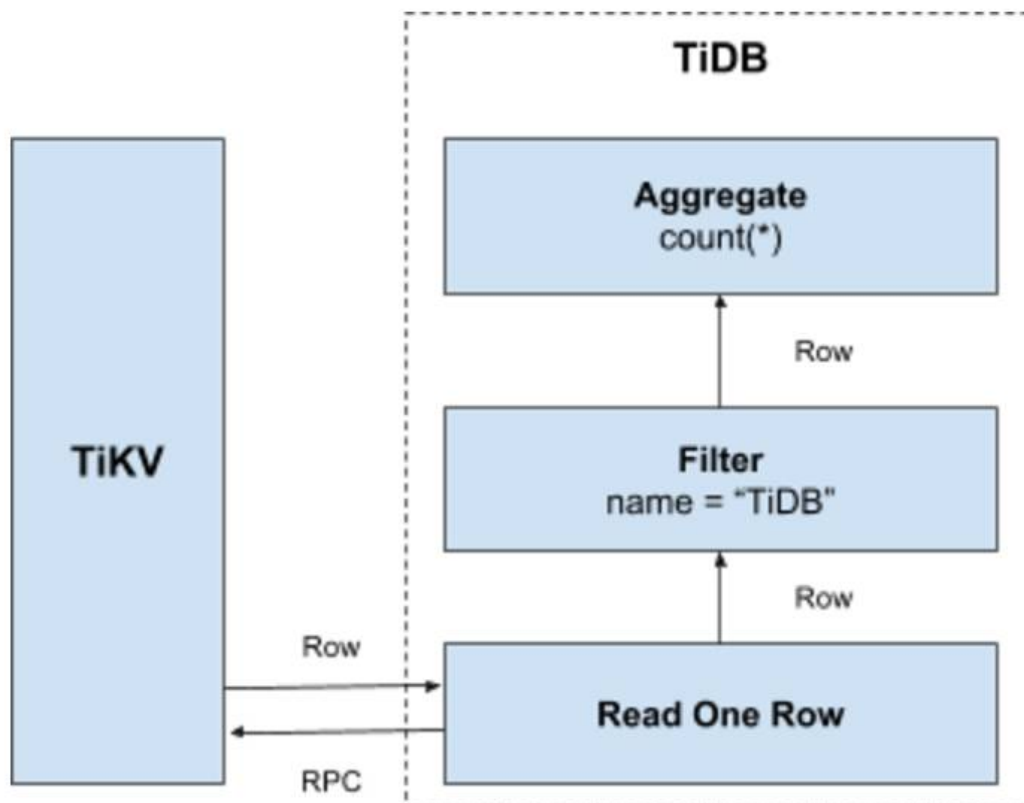 TiDB
Aggregate
count(*)
Row
TiKV
Filter
name = “TiDB”
Row
Row
Read One Row
RPC